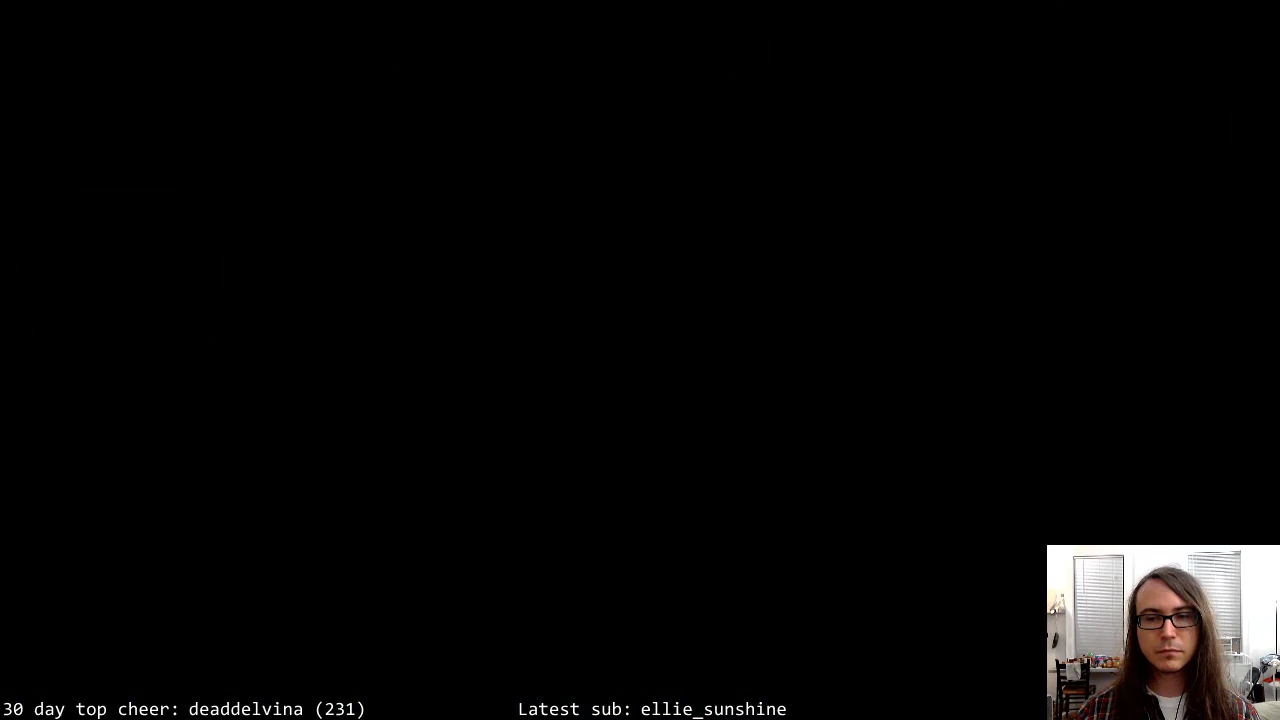 30 day top cheer: deaddelvina (231)
Latest sub: ellie_sunshine